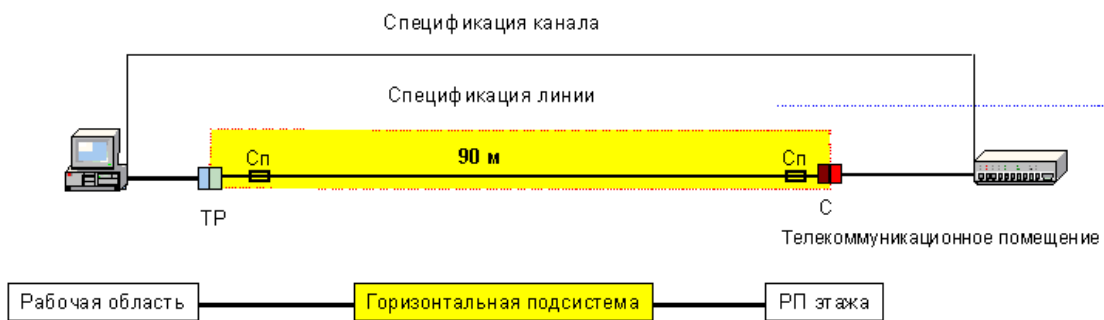 Спецификация канала
Спецификация линии
Сп
90 м
Сп
ТР
С
Телекоммуникационное помещение
Рабочая область
Горизонтальная подсистема
РП этажа